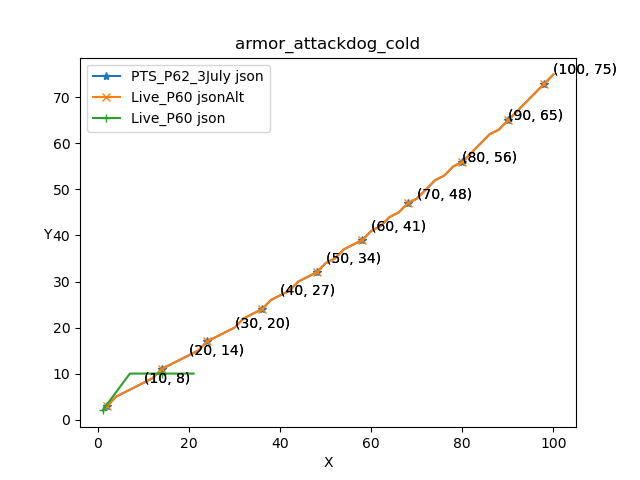 armor_attackdog_cold
PTS_P62_3July json
Live_P60 jsonAlt
Live_P60 json
(100, 75)
(90, 65)
(80, 56)
(70, 48)
(60, 41)
(50, 34)
(40, 27)
(30, 20)
(20, 14)
(10, 8)
Y
70
60
50
40
30
20
10
0
0 20 40 60 80 100
X